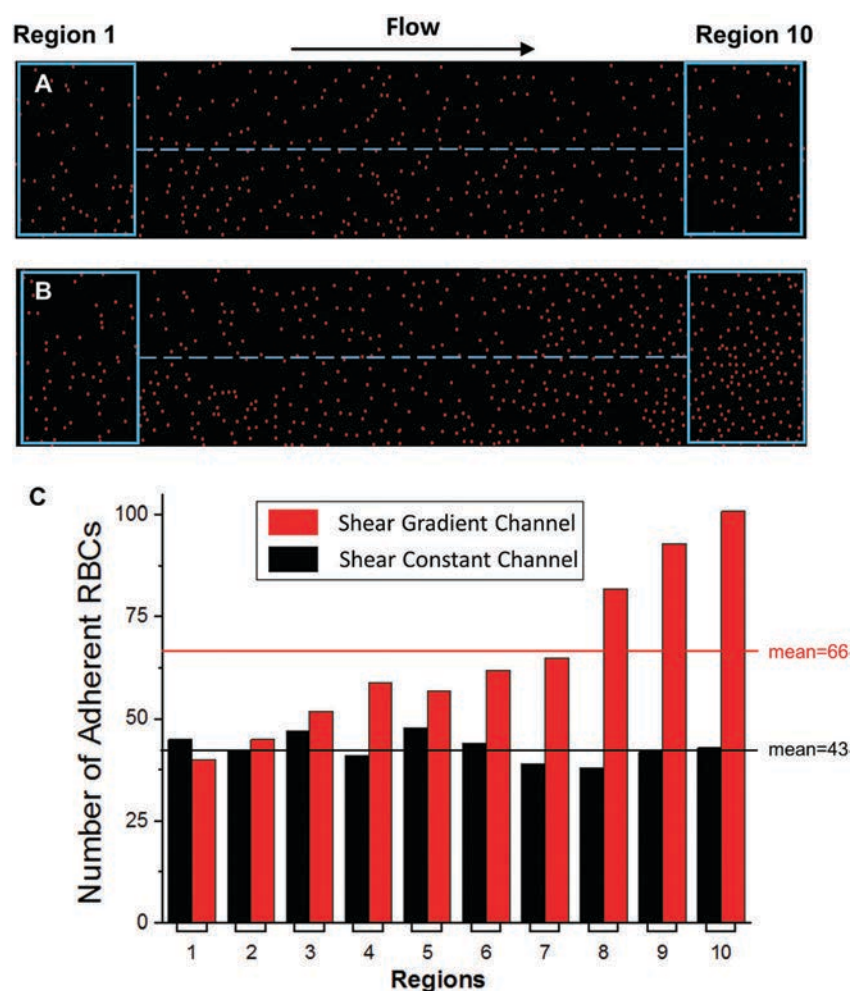 Region 1
Flow
Region 10
A
B
C
Number of Adherent RBCs
100
75
50
25
0
Shear Gradient Channel
Shear Constant Channel
mean=66
mean=43
1 2 3 4 5 6 7 8 9 10
Regions